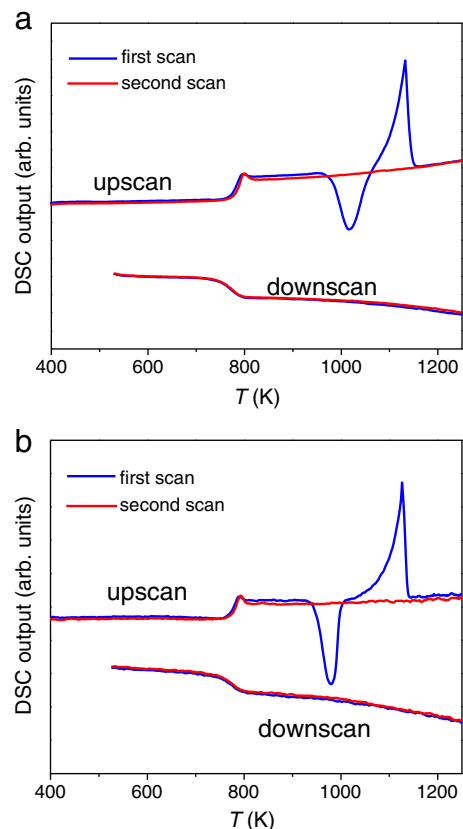 a
DSC output (arb. units)
first scan
second scan
upscan
downscan
400 600 800 1000 1200
T (K)
b
DSC output (arb. units)
first scan
second scan
upscan
downscan
400 600 800 1000 1200
T (K)